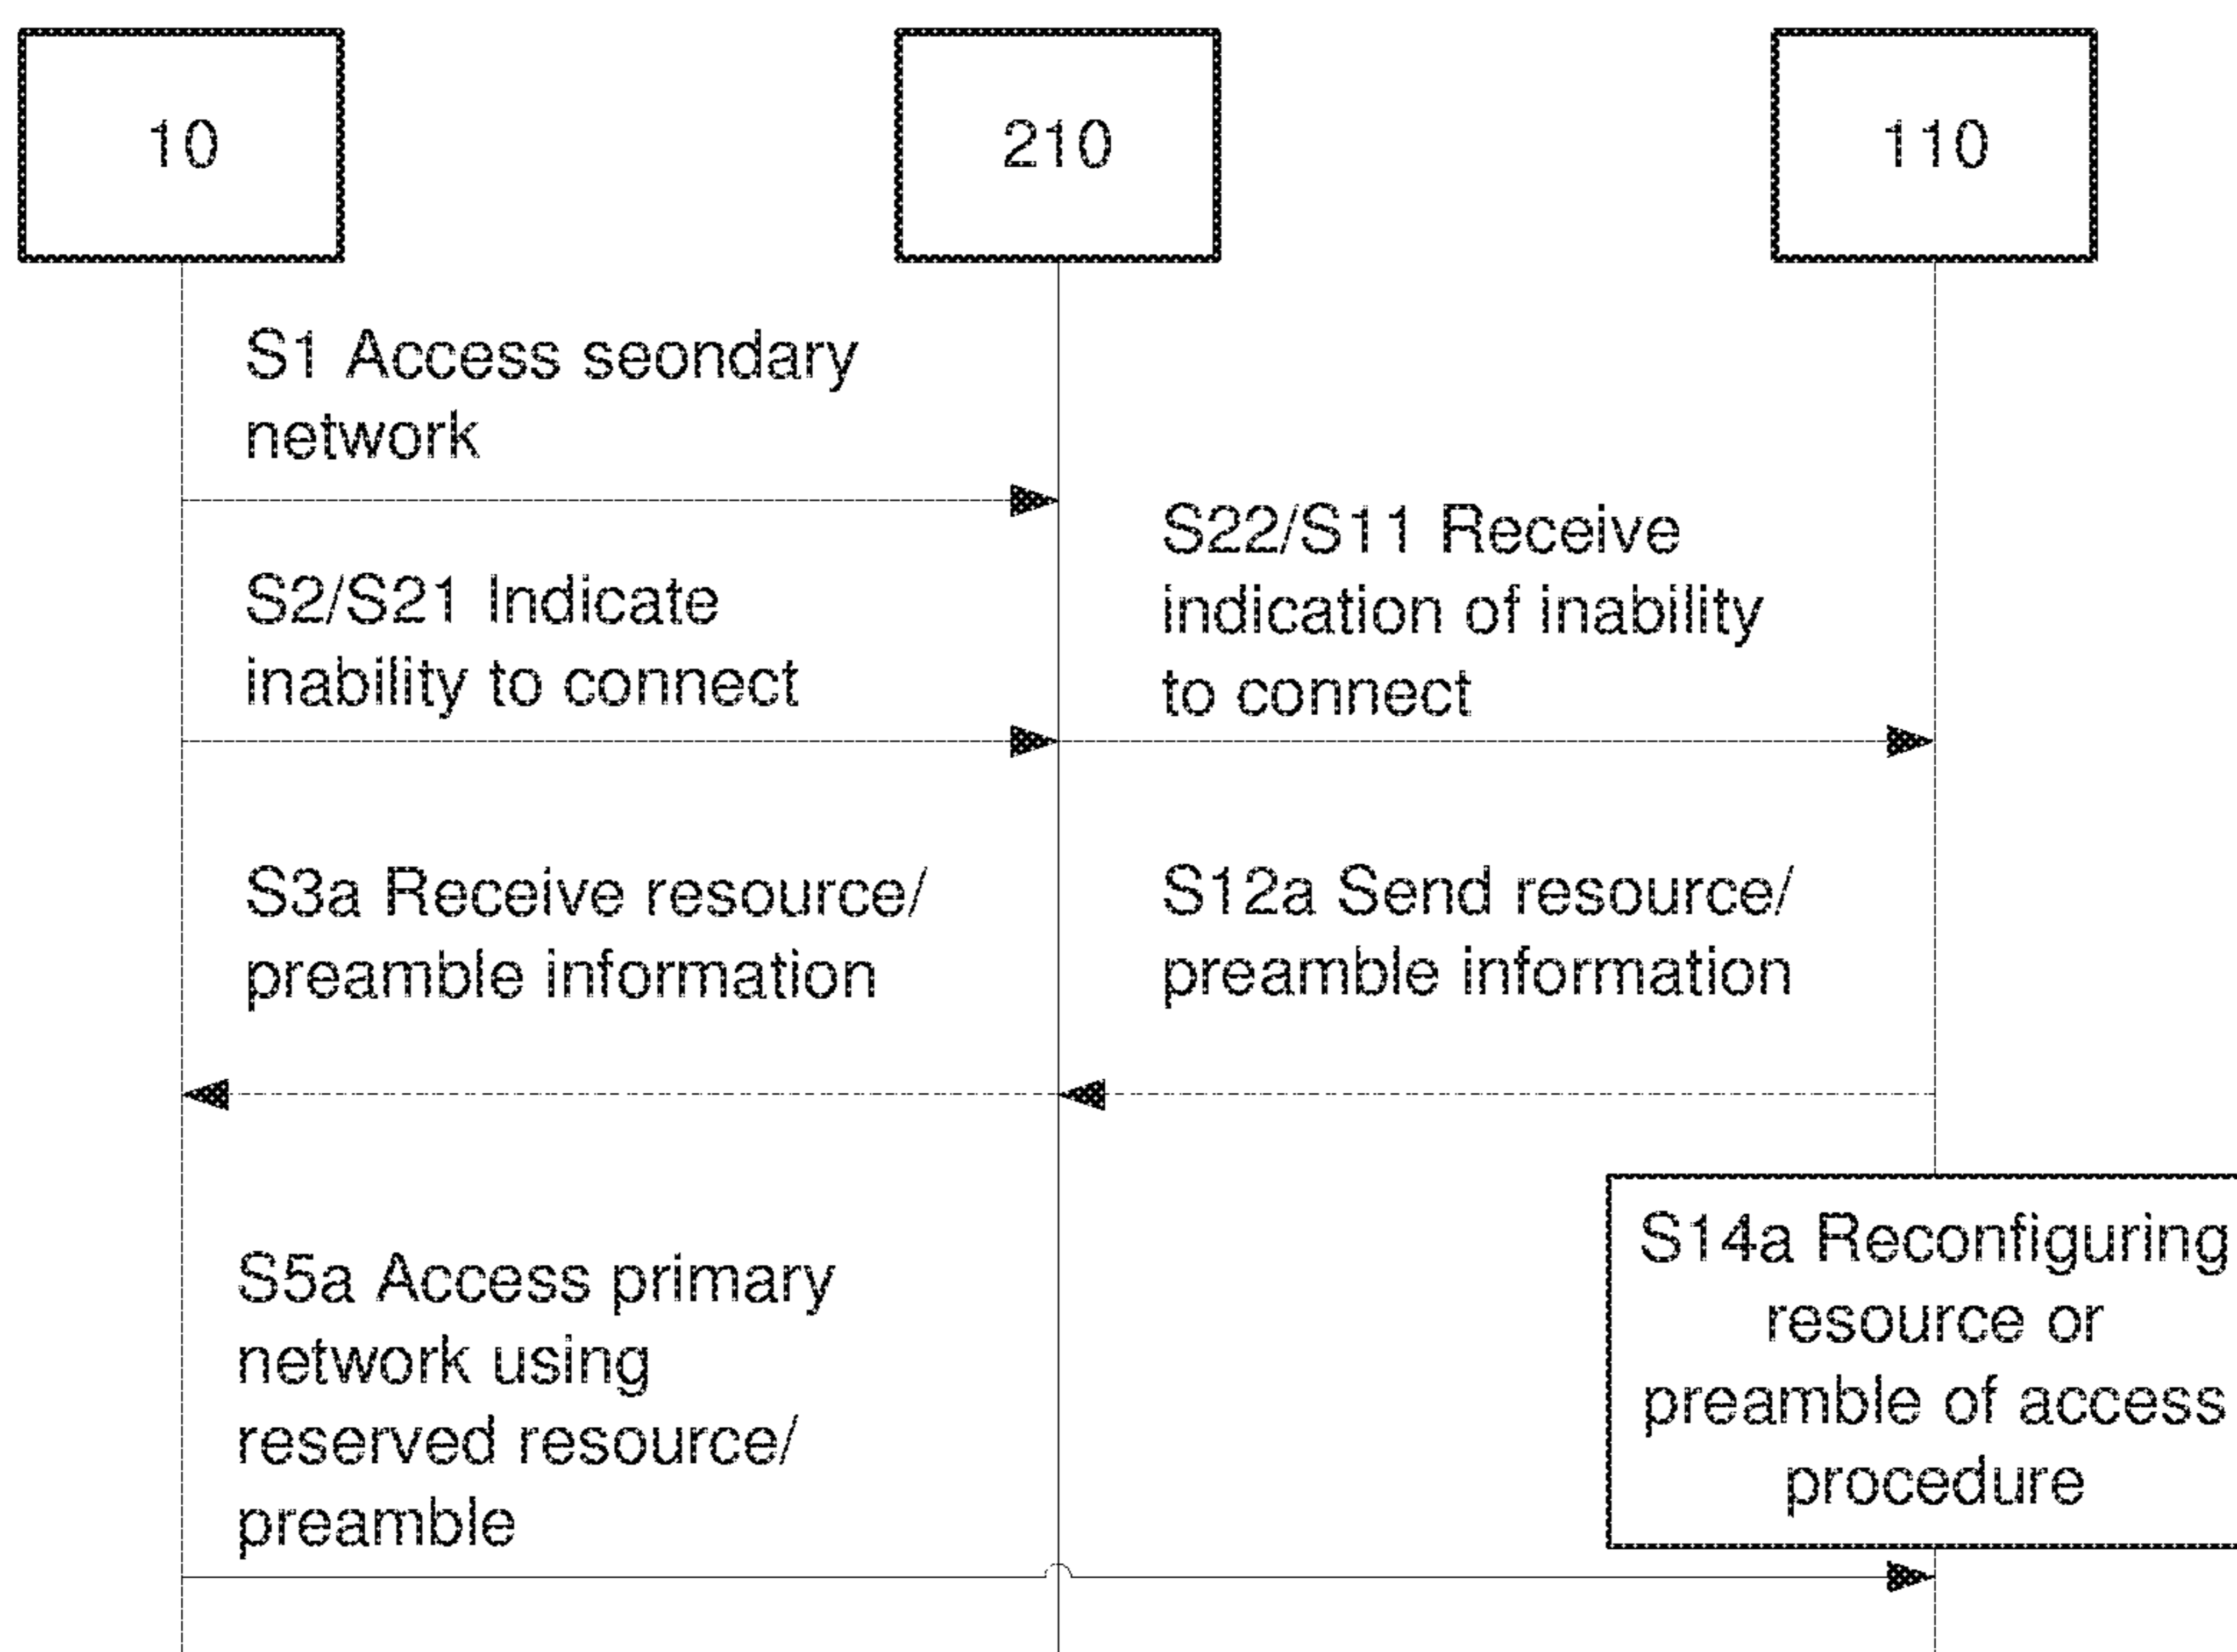 10
210
110
S1 Access seondary
network
S22/S11 Receive
indication of inability
to connect
S2/S21 Indicate
inability to connect
S3a Receive resource/
preamble information
S12a Send resource/
preamble information
S14a Reconfiguring
resource or
preamble of access
procedure
S5a Access primary
network using
reserved resource/
preamble